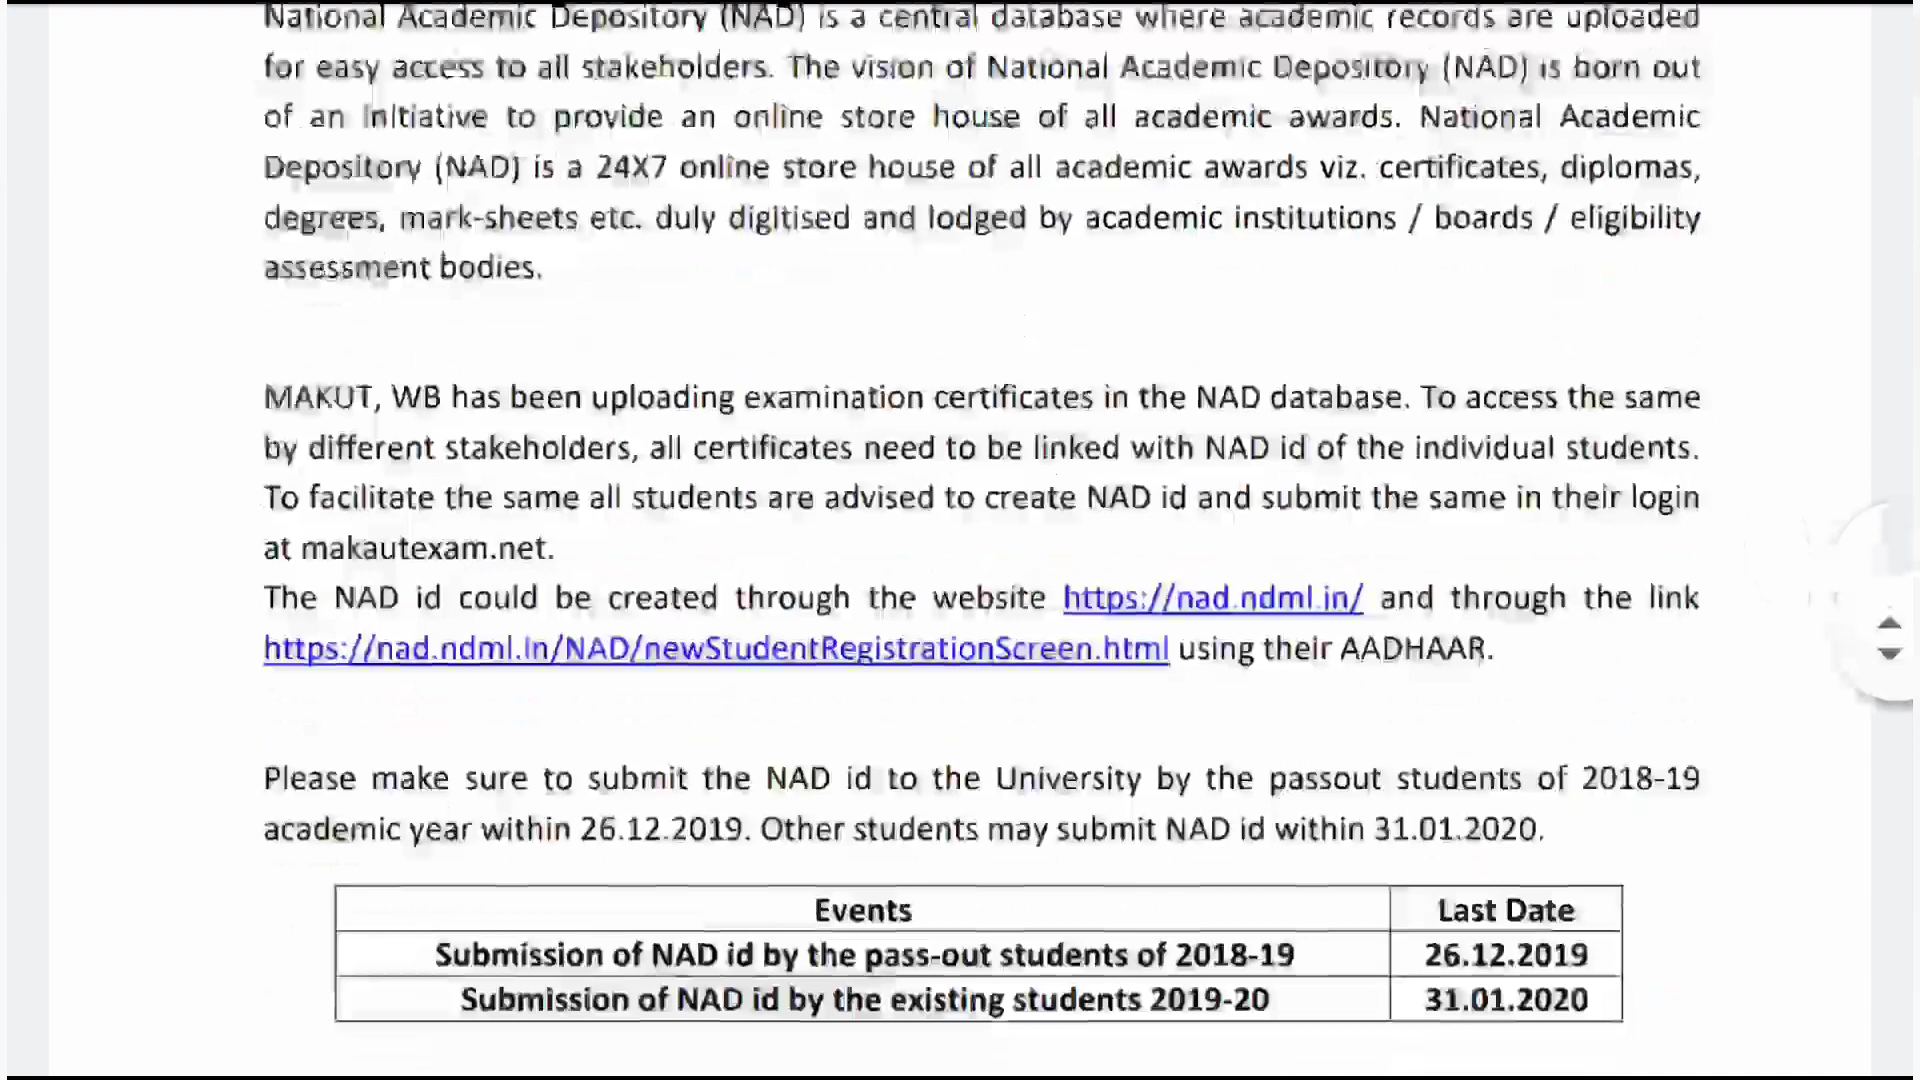 National Academic Depository (NAD) is a central database where academic records are uploaded
for easy access to all stakeholders. The vision of National Academic Depository (NAD) is born out
of an initiative to provide an online store house of all academic awards. National Academic
Depository (NAD) is a 24X7 online store house of all academic awards viz. certificates, diplomas,
degrees, mark-sheets etc. duly digitised and lodged by academic institutions / boards / eligibility
assessment bodies.
MAKUT, WB has been uploading examination certificates in the NAD database. To access the same
by different stakeholders, all certificates need to be linked with NAD id of the individual students.
To facilitate the same all students are advised to create NAD id and submit the same in their login
at makautexam.net.
The NAD id could be created through the website https://nad.ndml.in/ and through the link
https://nad.ndml.in/NAD/newStudentRegistrationScreen.html using their AADHAAR.
Please make sure to submit the NAD id to the University by the passout students of 2018-19
academic year within 26.12.2019. Other students may submit NAD id within 31.01.2020.
Events Last Date
Submission of NAD id by the pass-out students of 2018-19 26.12.2019
Submission of NAD id by the existing students 2019-20 31.01.2020